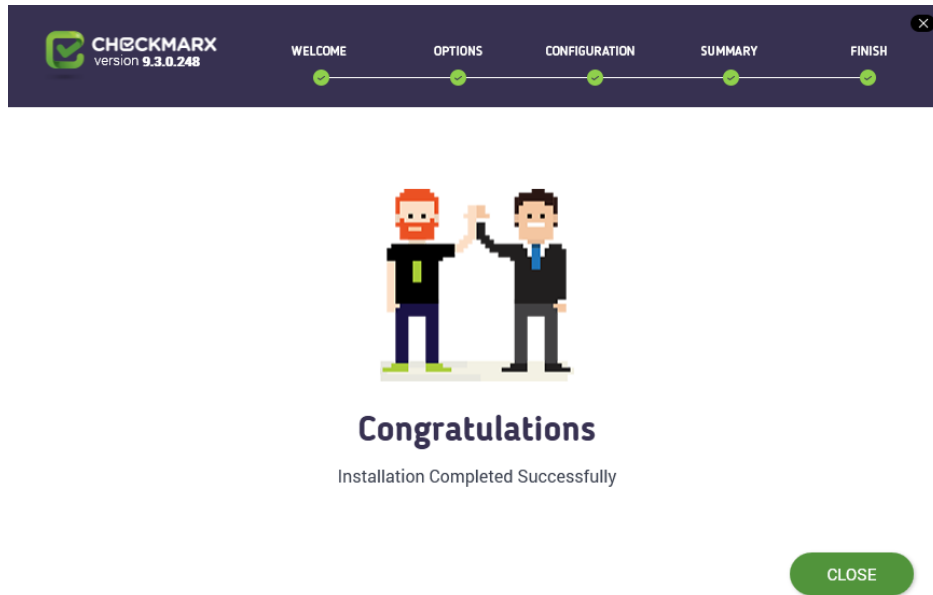 CHECKMARX
version 9.3.0.248
WELCOME
OPTIONS
CONFIGURATION
SUMMARY
FINISH
Congratulations
Installation Completed Successfully
CLOSE